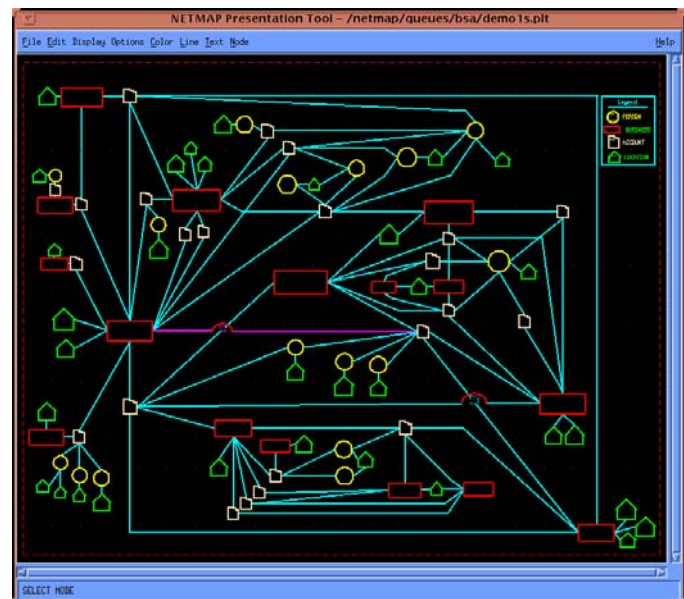 NETMAP Presentation Tool - /netmap/queues/bsa/demo1s.plt
File Edit Display Options Color Line Text Node Help
Legend
PERSON
BUSINESS
ACCOUNT
LOCATION
SELECT MODE